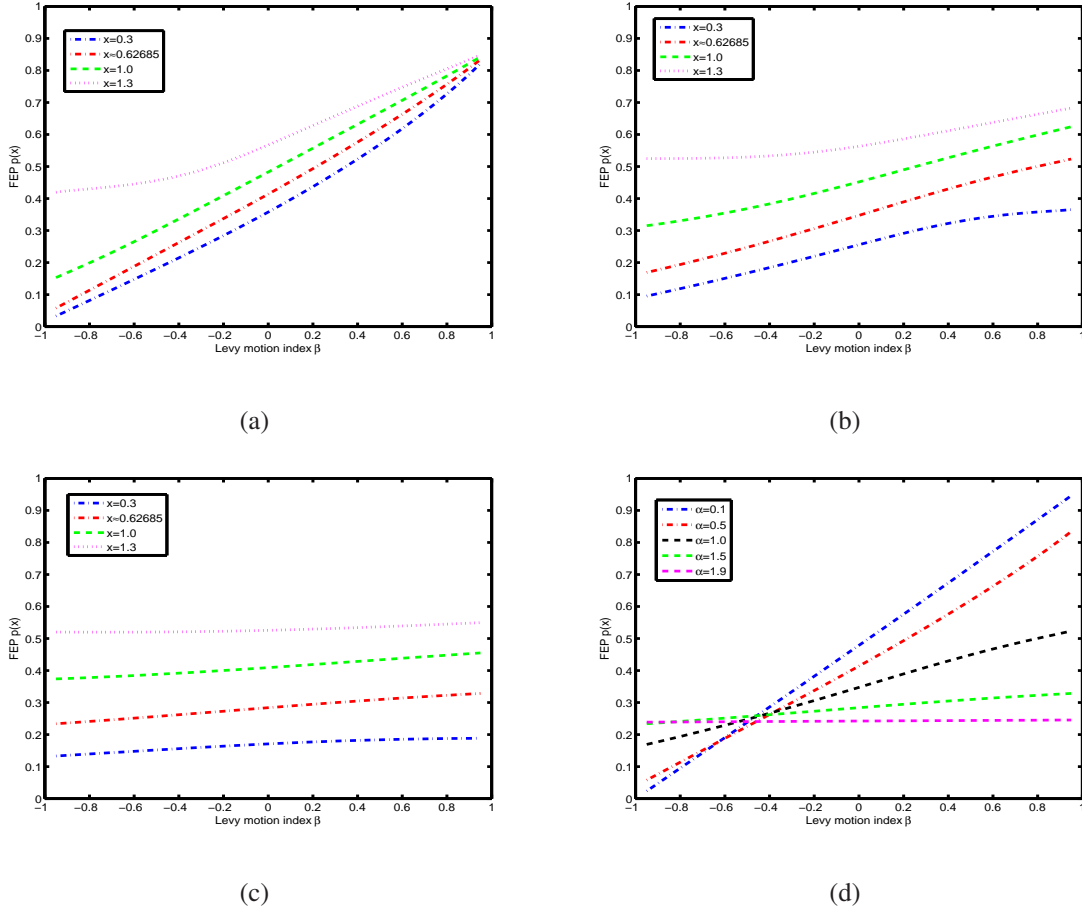 1
0.9
0.8
0.7
0.6
0.5
0.4
0.3
0.2
0.1
0
FEP p(x)
x=0.3
x≈0.62685
x=1.0
x=1.3
−1 −0.8 −0.6 −0.4 −0.2 0 0.2 0.4 0.6 0.8 1
Levy motion index β
(a)
1
0.9
0.8
0.7
0.6
0.5
0.4
0.3
0.2
0.1
0
FEP p(x)
x=0.3
x≈0.62685
x=1.0
x=1.3
−1 −0.8 −0.6 −0.4 −0.2 0 0.2 0.4 0.6 0.8 1
Levy motion index β
(b)
1
0.9
0.8
0.7
0.6
0.5
0.4
0.3
0.2
0.1
0
FEP p(x)
x=0.3
x≈0.62685
x=1.0
x=1.3
−1 −0.8 −0.6 −0.4 −0.2 0 0.2 0.4 0.6 0.8 1
Levy motion index β
(c)
1
0.9
0.8
0.7
0.6
0.5
0.4
0.3
0.2
0.1
0
FEP p(x)
α=0.1
α=0.5
α=1.0
α=1.5
α=1.9
−1 −0.8 −0.6 −0.4 −0.2 0 0.2 0.4 0.6 0.8 1
Levy motion index β
(d)